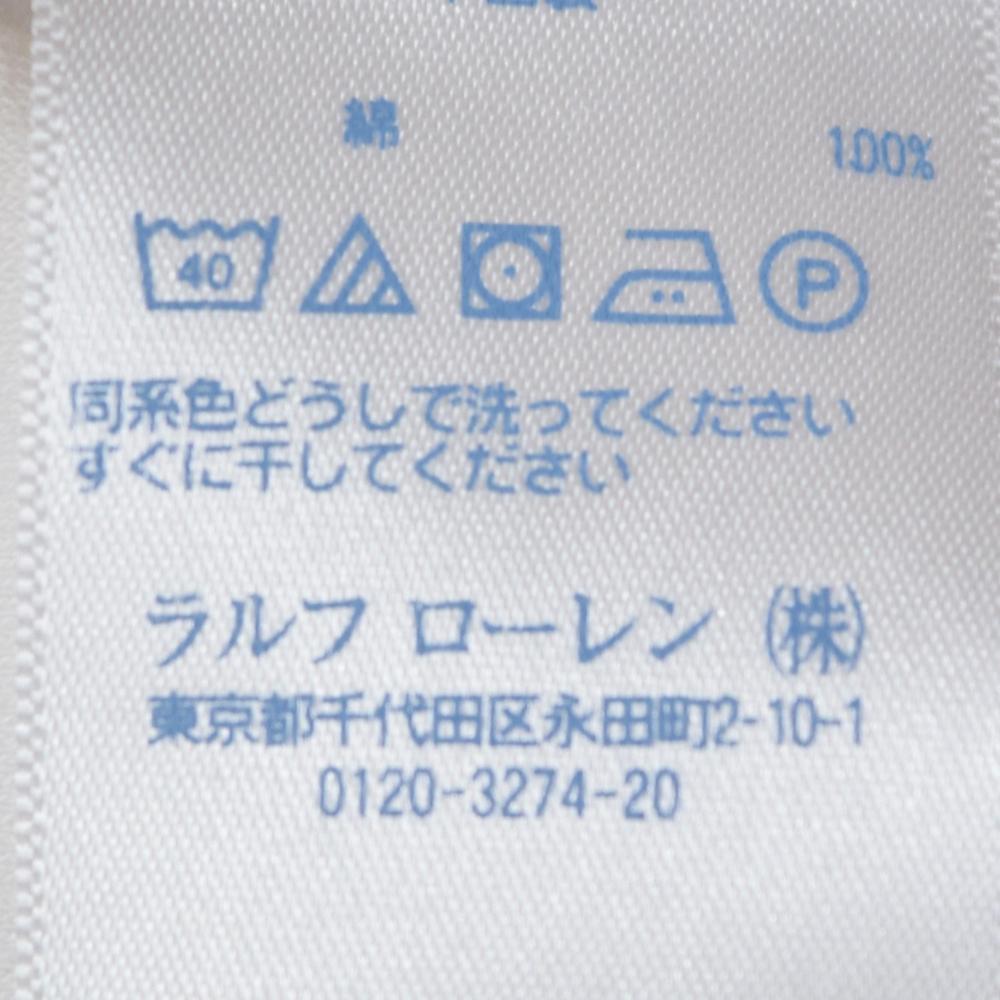 綿 100%
40 P
同系色どうしで洗ってください
すぐに干してください
ラルフ ローレン ㈱
東京都千代田区永田町2-10-1
0120-3274-20